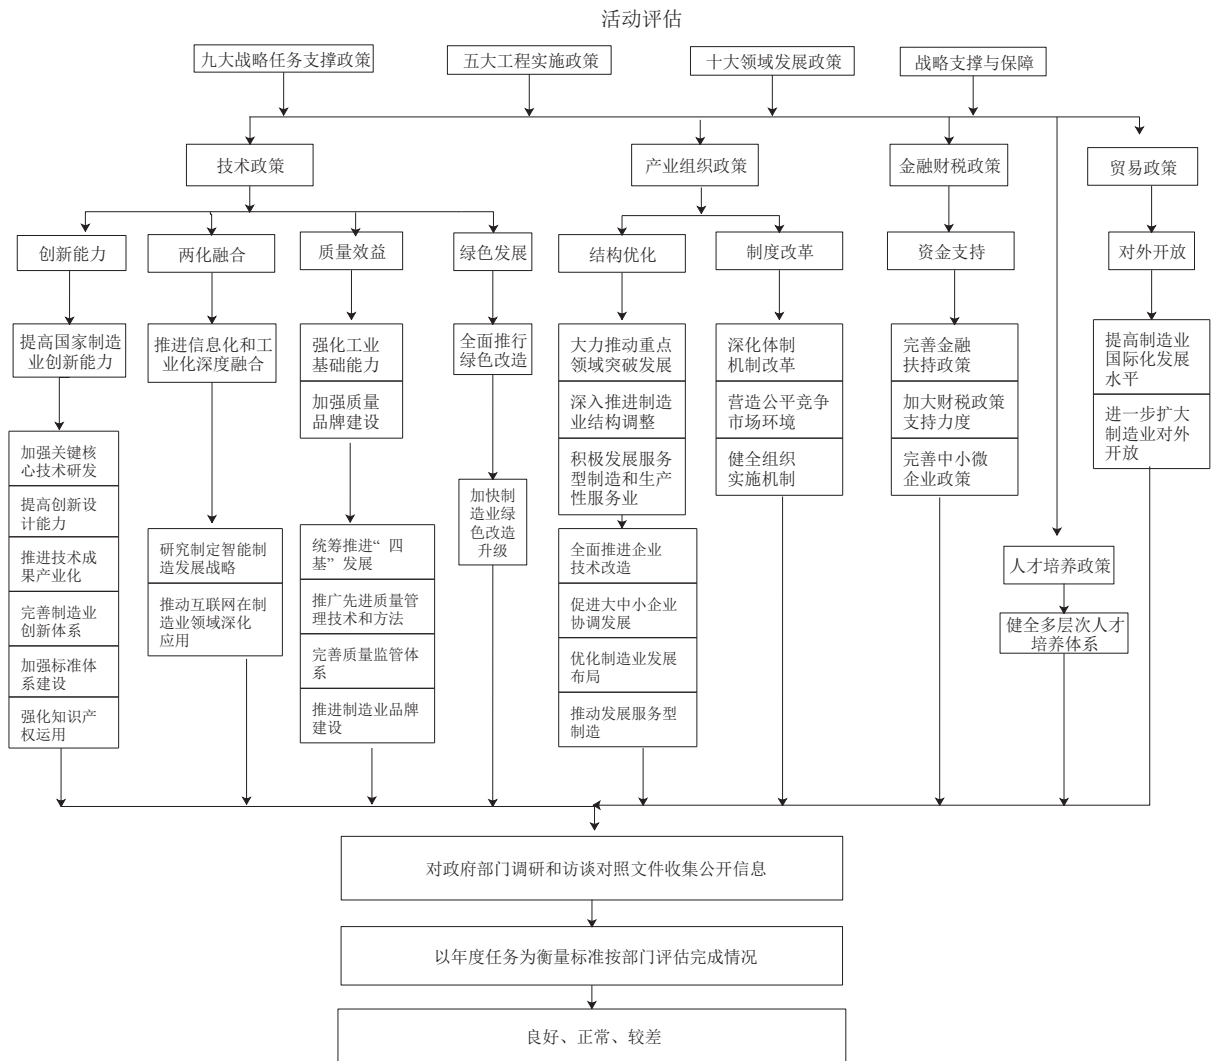 活动评估
九大战略任务支撑政策
五大工程实施政策
十大领域发展政策
战略支撑与保障
技术政策
产业组织政策
金融财税政策
贸易政策
创新能力
两化融合
质量效益
绿色发展
结构优化
制度改革
资金支持
对外开放
提高国家制造
业创新能力
推进信息化和工
业化深度融合
强化工业
基础能力
加强质量
品牌建设
全面推行
绿色改造
大力推动重点
领域突破发展
深入推进制造
业结构调整
积极发展服务
型制造和生产
性服务业
深化体制
机制改革
营造公平竞争
市场环境
健全组织
实施机制
完善金融
扶持政策
加大财税政策
支持力度
完善中小微
企业政策
提高制造业
国际化发展
水平
进一步扩大
制造业对外
开放
加强关键核
心技术研发
提高创新设
计能力
推进技术成
果产业化
完善制造业
创新体系
加强标准体
系建设
强化知识产
权运用
研究制定智能制
造发展战略
推动互联网在制
造业领域深化
应用
统筹推进“四
基”发展
推广先进质量管
理技术和方法
完善质量监管体
系
推进制造业品牌
建设
加快制
造业绿
色改造
升级
全面推进企业
技术改造
促进大中小企业
协调发展
优化制造业发展
布局
推动发展服务型
制造
人才培养政策
健全多层次人才
培养体系
对政府部门调研和访谈对照文件收集公开信息
以年度任务为衡量标准按部门评估完成情况
良好、正常、较差